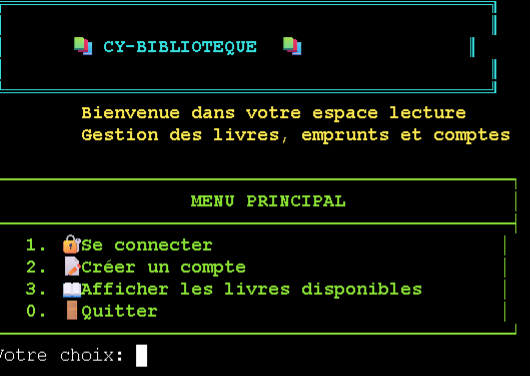 CY-BIBLIOTEQUE
Bienvenue dans votre espace lecture
Gestion des livres, emprunts et comptes
MENU PRINCIPAL
1. Se connecter
2. Créer un compte
3. Afficher les livres disponibles
0. Quitter
Votre choix: